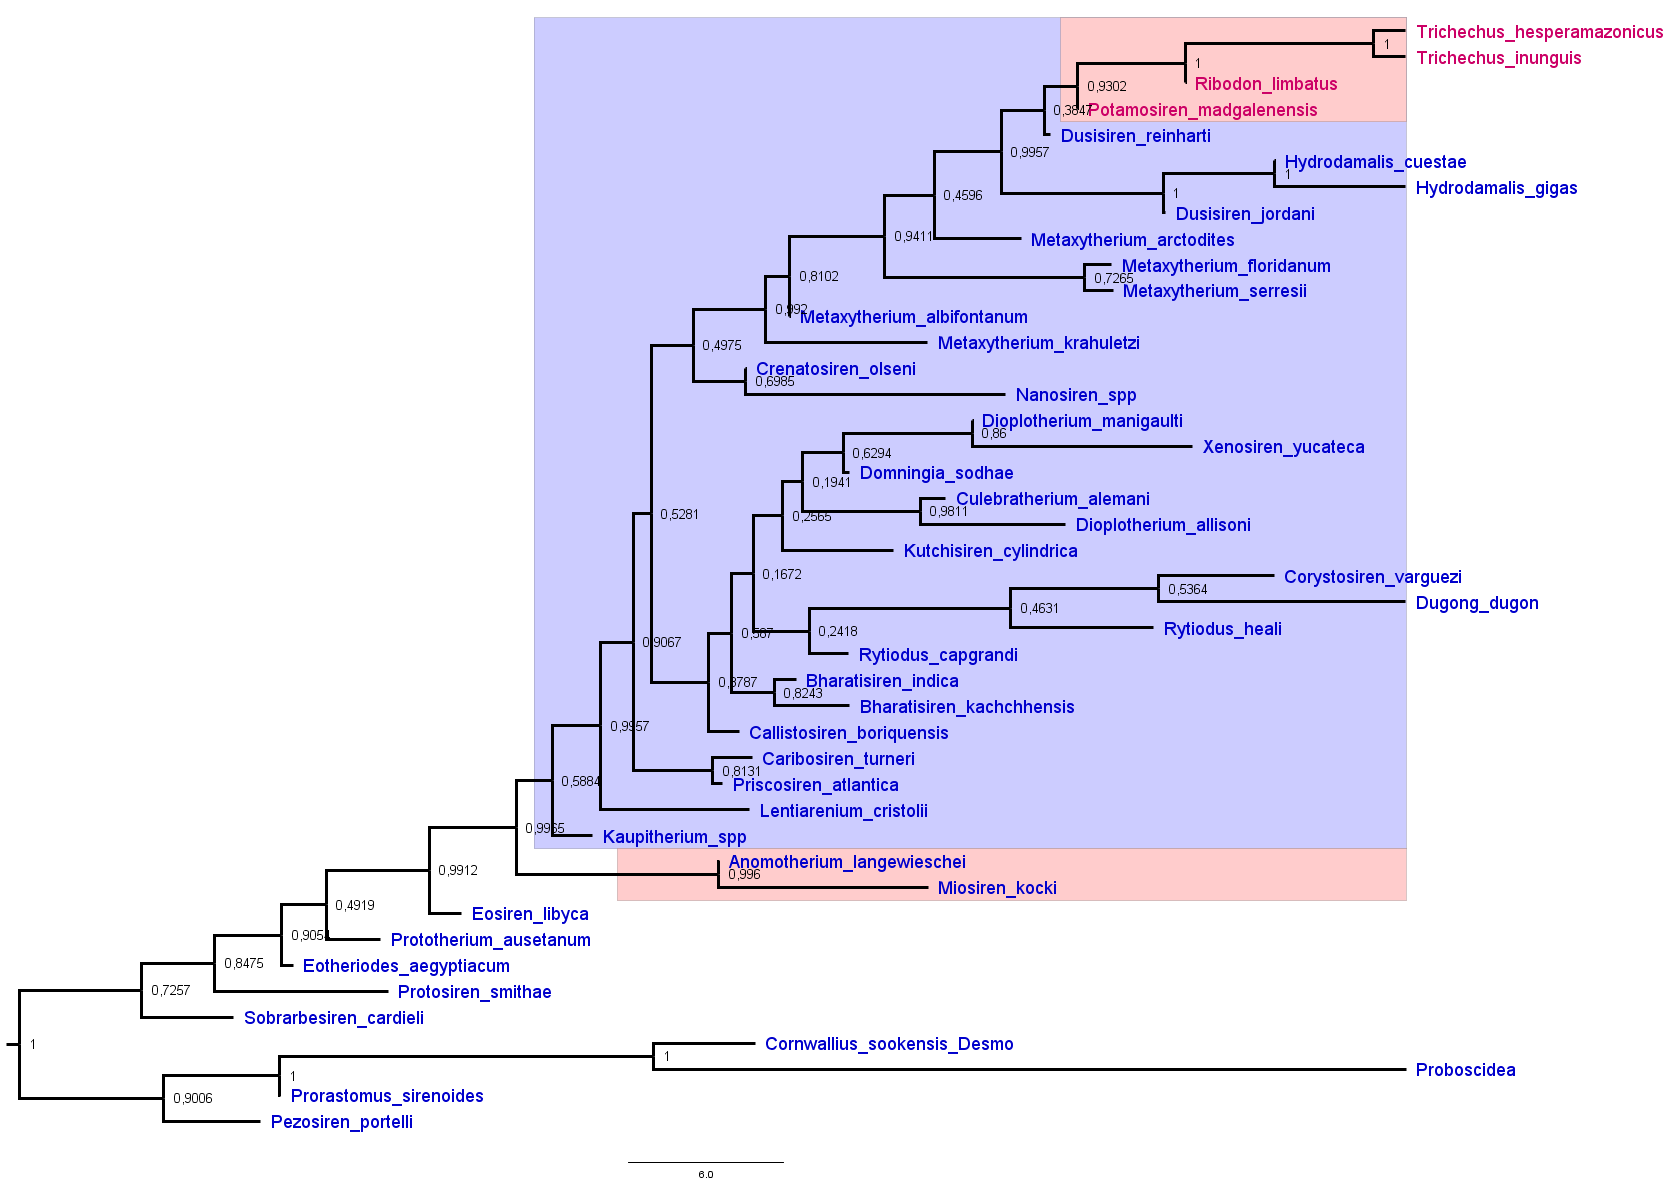 Trichechus_hesperamazonicus
1
Trichechus_inunguis
1
Ribodon_limbatus
0,9302
Potamosiren_madgalenensis
0,3847
Dusisiren_reinharti
0,9957
Hydrodamalis_cuestae
1
Hydrodamalis_gigas
1
Dusisiren_jordani
0,4596
Metaxytherium_arctodites
0,9411
Metaxytherium_floridanum
0,7265
Metaxytherium_serresii
0,8102
0,992
Metaxytherium_albifontanum
Metaxytherium_krahuletzi
0,4975
Crenatosiren_olseni
0,6985
Nanosiren_spp
Dioplotherium_manigaulti
0,86
Xenosiren_yucateca
0,6294
Domningia_sodhae
0,1941
Culebratherium_alemani
0,9811
Dioplotherium_allisoni
0,5281
0,2565
Kutchisiren_cylindrica
0,1672
Corystosiren_varguezi
0,5364
Dugong_dugon
0,4631
Rytiodus_heali
0,587
0,2418
Rytiodus_capgrandi
0,9067
Bharatisiren_indica
0,3787
0,8243
Bharatisiren_kachchhensis
0,9957
Callistosiren_boriquensis
Caribosiren_turneri
0,8131
Priscosiren_atlantica
0,5884
Lentiarenium_cristolii
0,9965
Kaupitherium_spp
Anomotherium_langewieschei
0,9912
0,996
Miosiren_kocki
0,4919
Eosiren_libyca
0,9054
Prototherium_ausetanum
0,8475
Eotheriodes_aegyptiacum
0,7257
Protosiren_smithae
Sobrarbesiren_cardieli
1
Cornwallius_sookensis_Desmo
1
Proboscidea
1
Prorastomus_sirenoides
0,9006
Pezosiren_portelli
6.0